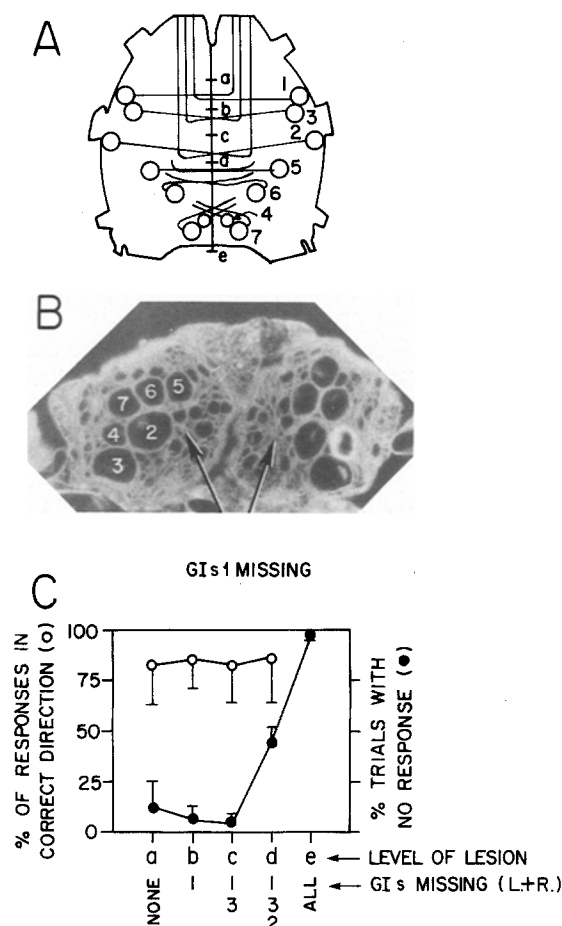 A
a
1
b
3
c
2
d
5
6
4
7
e
B
5
6
7
4
2
3
GIs 1 MISSING
C
% OF RESPONSES IN
CORRECT DIRECTION (o)
100
75
50
25
0
% TRIALS WITH
NO RESPONSE (●)
a b c d e ← LEVEL OF LESION
NONE 1 1 1 ALL ← GIs MISSING (L.+R.)
3 3
2